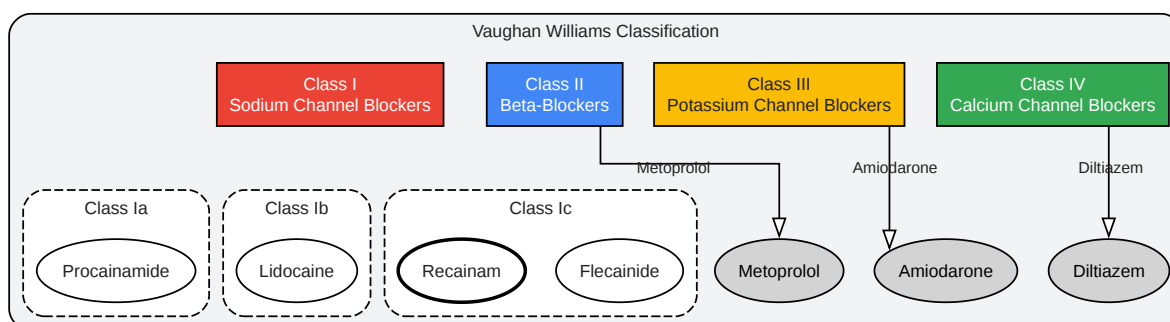 Vaughan Williams Classification
Class I
Sodium Channel Blockers
Class II
Beta-Blockers
Class III
Potassium Channel Blockers
Class IV
Calcium Channel Blockers
Metoprolol
Amiodarone
Diltiazem
Class Ia
Class Ib
Class Ic
Procainamide
Lidocaine
Recainam
Flecainide
Metoprolol
Amiodarone
Diltiazem